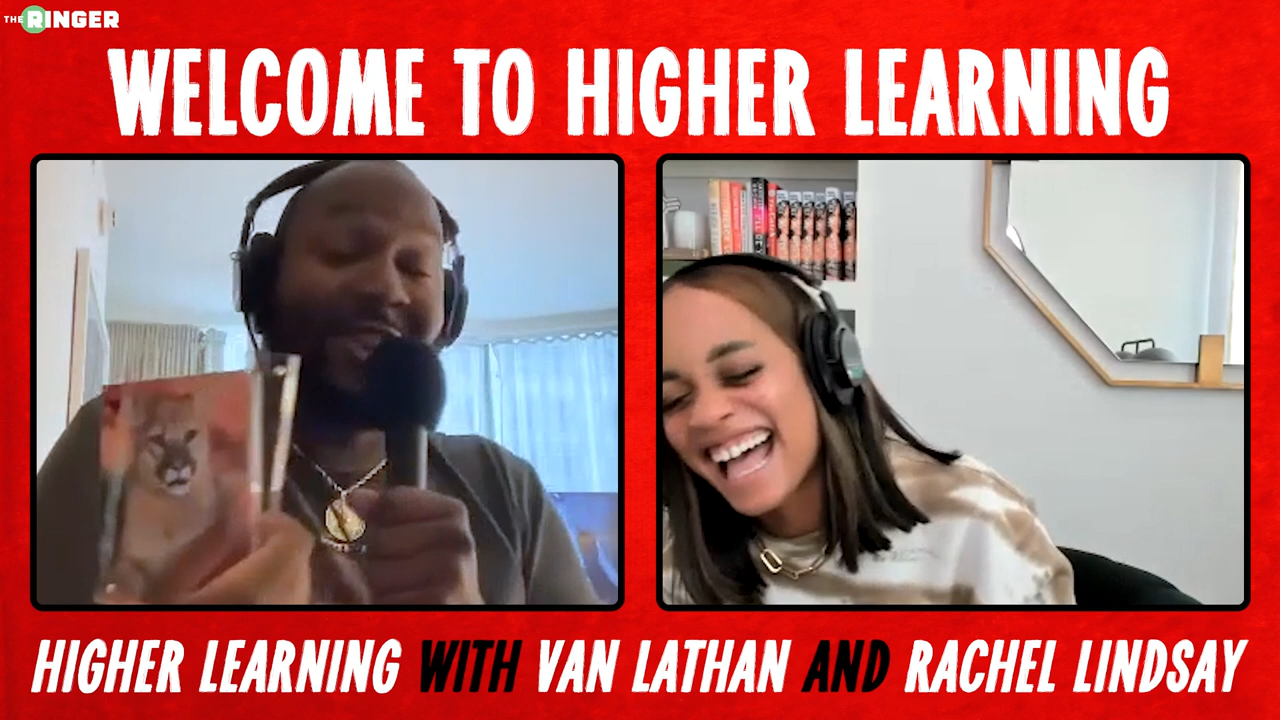 THE RINGER
WELCOME TO HIGHER LEARNING
HIGHER LEARNING WITH VAN LATHAN AND RACHEL LINDSAY